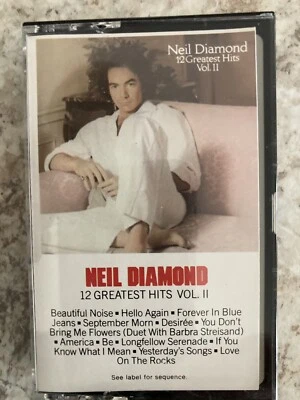 Neil Diamond
12 Greatest Hits
Vol. II
NEIL DIAMOND
12 GREATEST HITS VOL. II
Beautiful Noise ▪ Hello Again ▪ Forever In Blue
Jeans ▪ September Morn ▪ Desirée ▪ You Don't
Bring Me Flowers (Duet With Barbra Streisand)
▪ America ▪ Be ▪ Longfellow Serenade ▪ If You
Know What I Mean ▪ Yesterday's Songs ▪ Love
On The Rocks
See label for sequence.